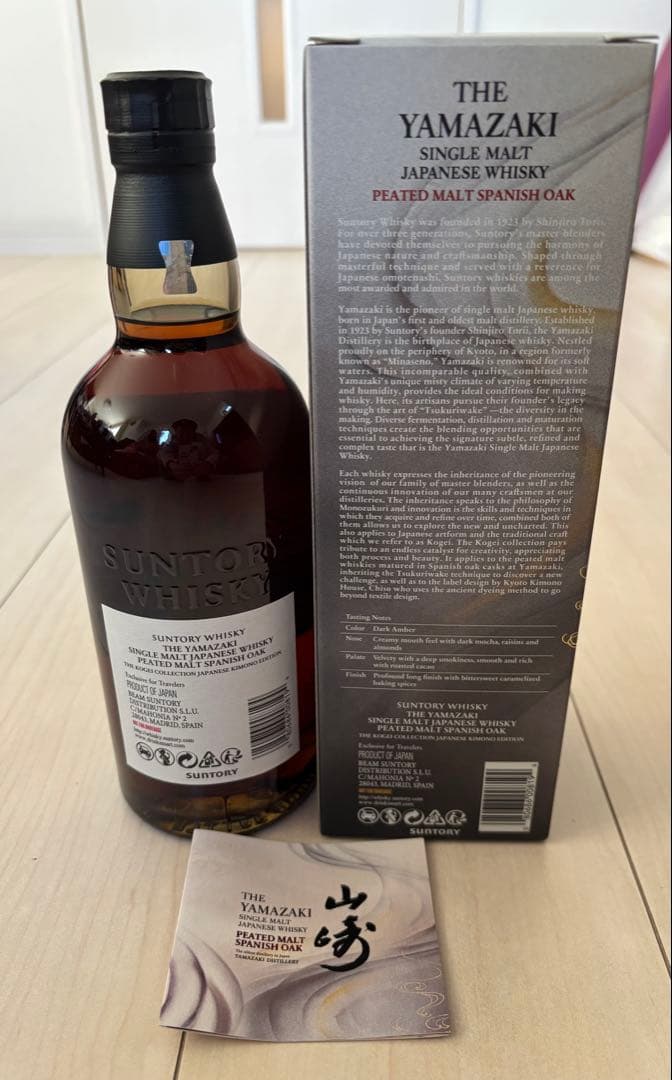 THE
YAMAZAKI
SINGLE MALT
JAPANESE WHISKY
PEATED MALT SPANISH OAK
Suntory Whisky was founded in 1923 by Shinjiro Torii.
For over three generations, Suntory's master blenders
have devoted themselves to pursuing the harmony of
Japanese nature and craftsmanship. Shaped through
masterful technique and served with a reverence for
Japanese omotenashi, Suntory whiskies are among the
most awarded and admired in the world.
Yamazaki is the pioneer of single malt Japanese whisky,
born in Japan's first and oldest malt distillery. Established
in 1923 by Suntory's founder Shinjiro Torii, the Yamazaki
Distillery is the birthplace of Japanese whisky. Nestled
proudly on the periphery of Kyoto, in a region formerly
known as "Minaseno," Yamazaki is renowned for its soft
waters. This incomparable quality, combined with
Yamazaki's unique misty climate of varying temperature
and humidity, provides the ideal conditions for making
whisky. Here, its artisans pursue their founder's legacy
through the art of "Tsukuriwake" —the diversity in the
making. Diverse fermentation, distillation and maturation
techniques create the blending opportunities that are
essential to achieving the signature subtle, refined and
complex taste that is the Yamazaki Single Malt Japanese
Whisky.
Each whisky expresses the inheritance of the pioneering
vision of our family of master blenders, as well as the
continuous innovation of our many craftsmen at our
distilleries. The inheritance speaks to the philosophy of
Monozukuri and innovation is the skills and techniques in
which they acquire and refine over time, combined both of
them allows us to explore the new and uncharted. This
also applies to Japanese artform and the traditional craft
which we refer to as Kogei. The Kogei collection pays
tribute to an endless catalyst for creativity, appreciating
both process and beauty. It applies to the peated malt
whiskies matured in Spanish oak casks at Yamazaki,
inheriting the Tsukuriwake technique to discover a new
challenge, as well as to the label design by Kyoto Kimono
House, Chiso who uses the ancient dyeing method to go
beyond textile design.
Tasting Notes
Color Dark Amber
Nose Creamy mouth feel with dark mocha, raisins and
almonds
Palate Velvety with a deep smokiness, smooth and rich
with roasted cacao
Finish Profound long finish with bittersweet caramelized
baking spices
SUNTORY WHISKY
THE YAMAZAKI
SINGLE MALT JAPANESE WHISKY
PEATED MALT SPANISH OAK
THE KOGEI COLLECTION JAPANESE KIMONO EDITION
Exclusive for Travelers
PRODUCT OF JAPAN
BEAM SUNTORY
DISTRIBUTION S.L.U.
C/MAHONIA Nº 2
28043, MADRID, SPAIN
http://whisky.suntory.com
www.drinksmart.com
SUNTORY
SUNTORY
WHISKY
SUNTORY WHISKY
THE YAMAZAKI
SINGLE MALT JAPANESE WHISKY
PEATED MALT SPANISH OAK
THE KOGEI COLLECTION JAPANESE KIMONO EDITION
Exclusive for Travelers
PRODUCT OF JAPAN
BEAM SUNTORY
DISTRIBUTION S.L.U.
C/MAHONIA Nº 2
28043, MADRID, SPAIN
http://whisky.suntory.com
www.drinksmart.com
SUNTORY
THE
YAMAZAKI
SINGLE MALT
JAPANESE WHISKY
PEATED MALT
SPANISH OAK
The oldest distillery in Japan
YAMAZAKI DISTILLERY
山崎